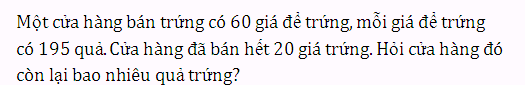 Một cửa hàng bán trứng có 60 giá để trứng, mỗi giá để trứng
có 195 quả. Cửa hàng đã bán hết 20 giá trứng. Hỏi cửa hàng đó
còn lại bao nhiêu quả trứng?